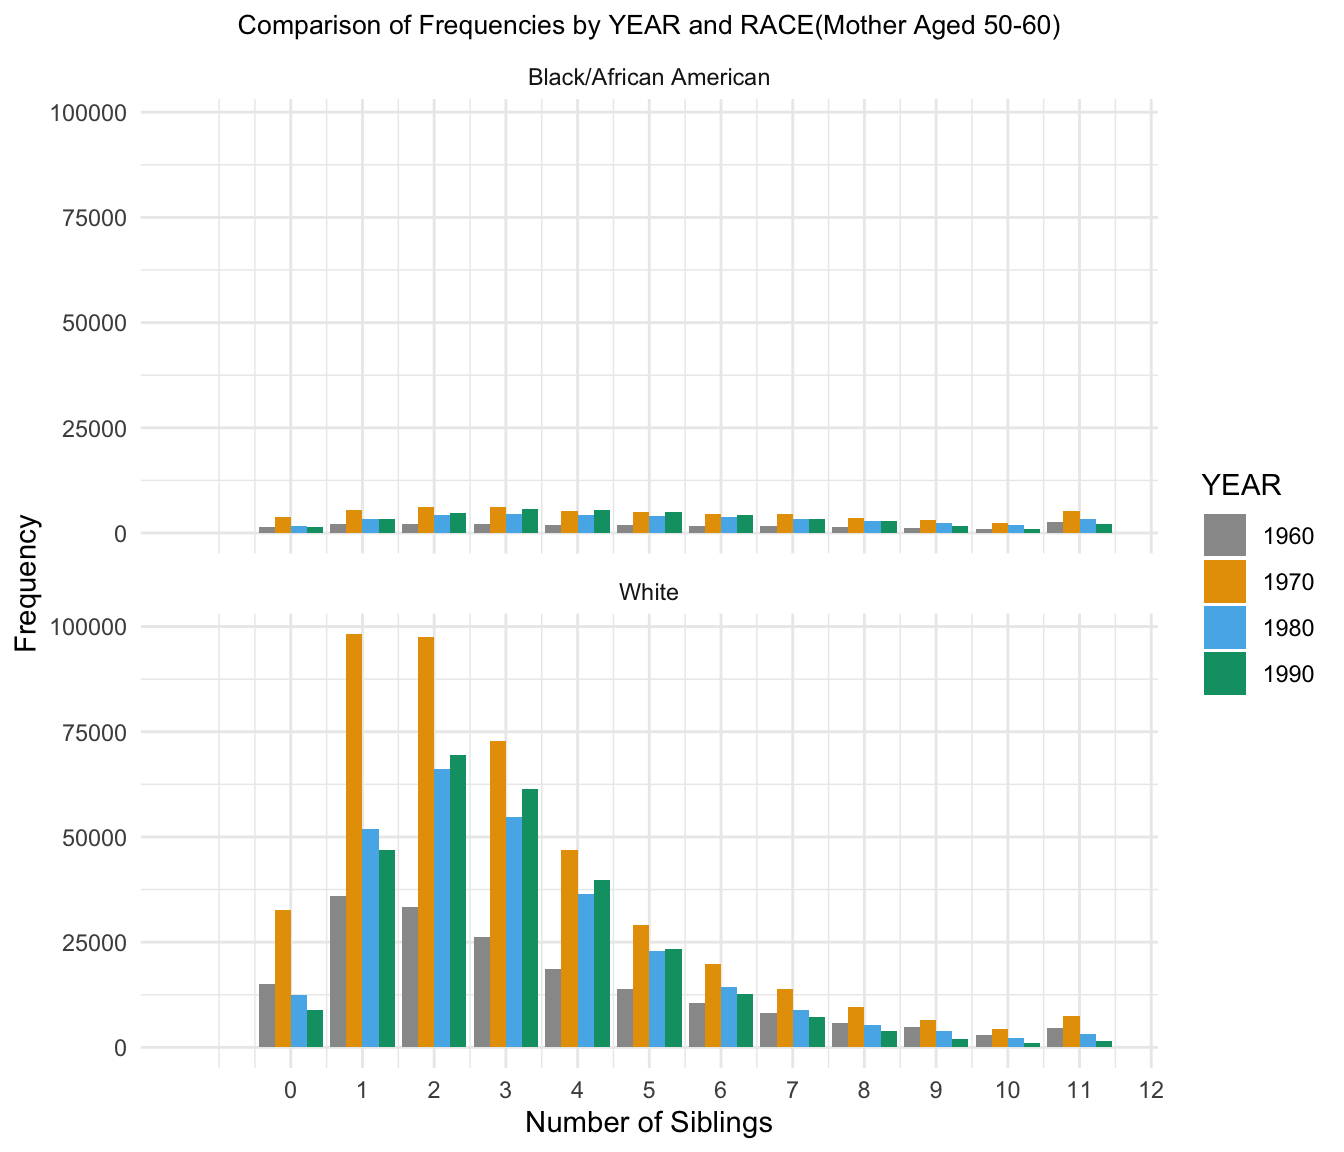 Comparison of Frequencies by YEAR and RACE(Mother Aged 50-60)
Black/African American
100000
75000
50000
25000
0
White
100000
75000
50000
25000
0
0 1 2 3 4 5 6 7 8 9 10 11 12
Number of Siblings
Frequency
YEAR
1960
1970
1980
1990